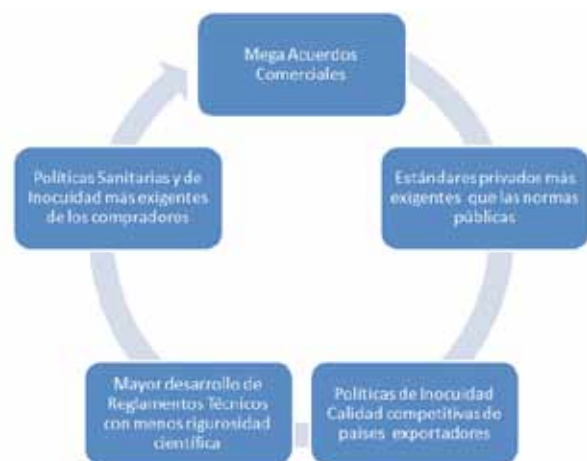 Mega Acuerdos
Comerciales
Estándares privados más
exigentes que las normas
públicas
Políticas de Inocuidad
Calidad competitivas de
países exportadores
Mayor desarrollo de
Reglamentos Técnicos
con menos rigurosidad
científica
Políticas Sanitarias y de
Inocuidad más exigentes
de los compradores